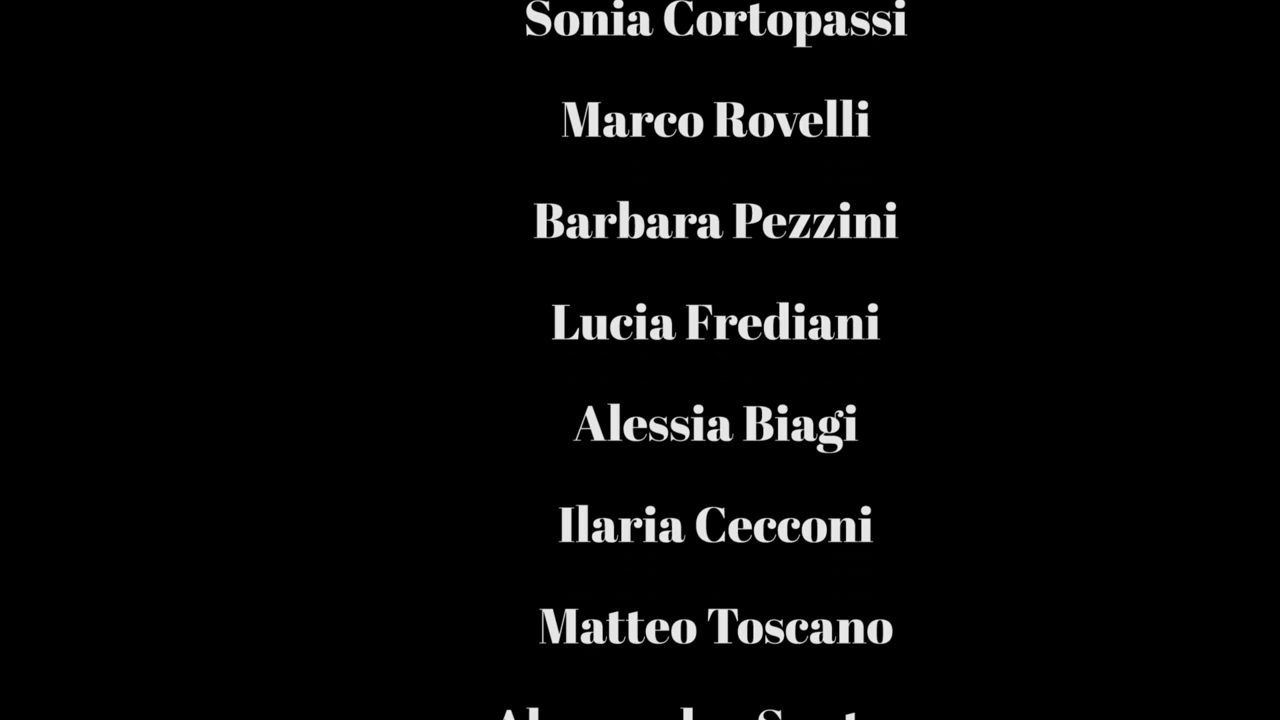 Sonia Cortopassi
Marco Rovelli
Barbara Pezzini
Lucia Frediani
Alessia Biagi
Ilaria Cecconi
Matteo Toscano